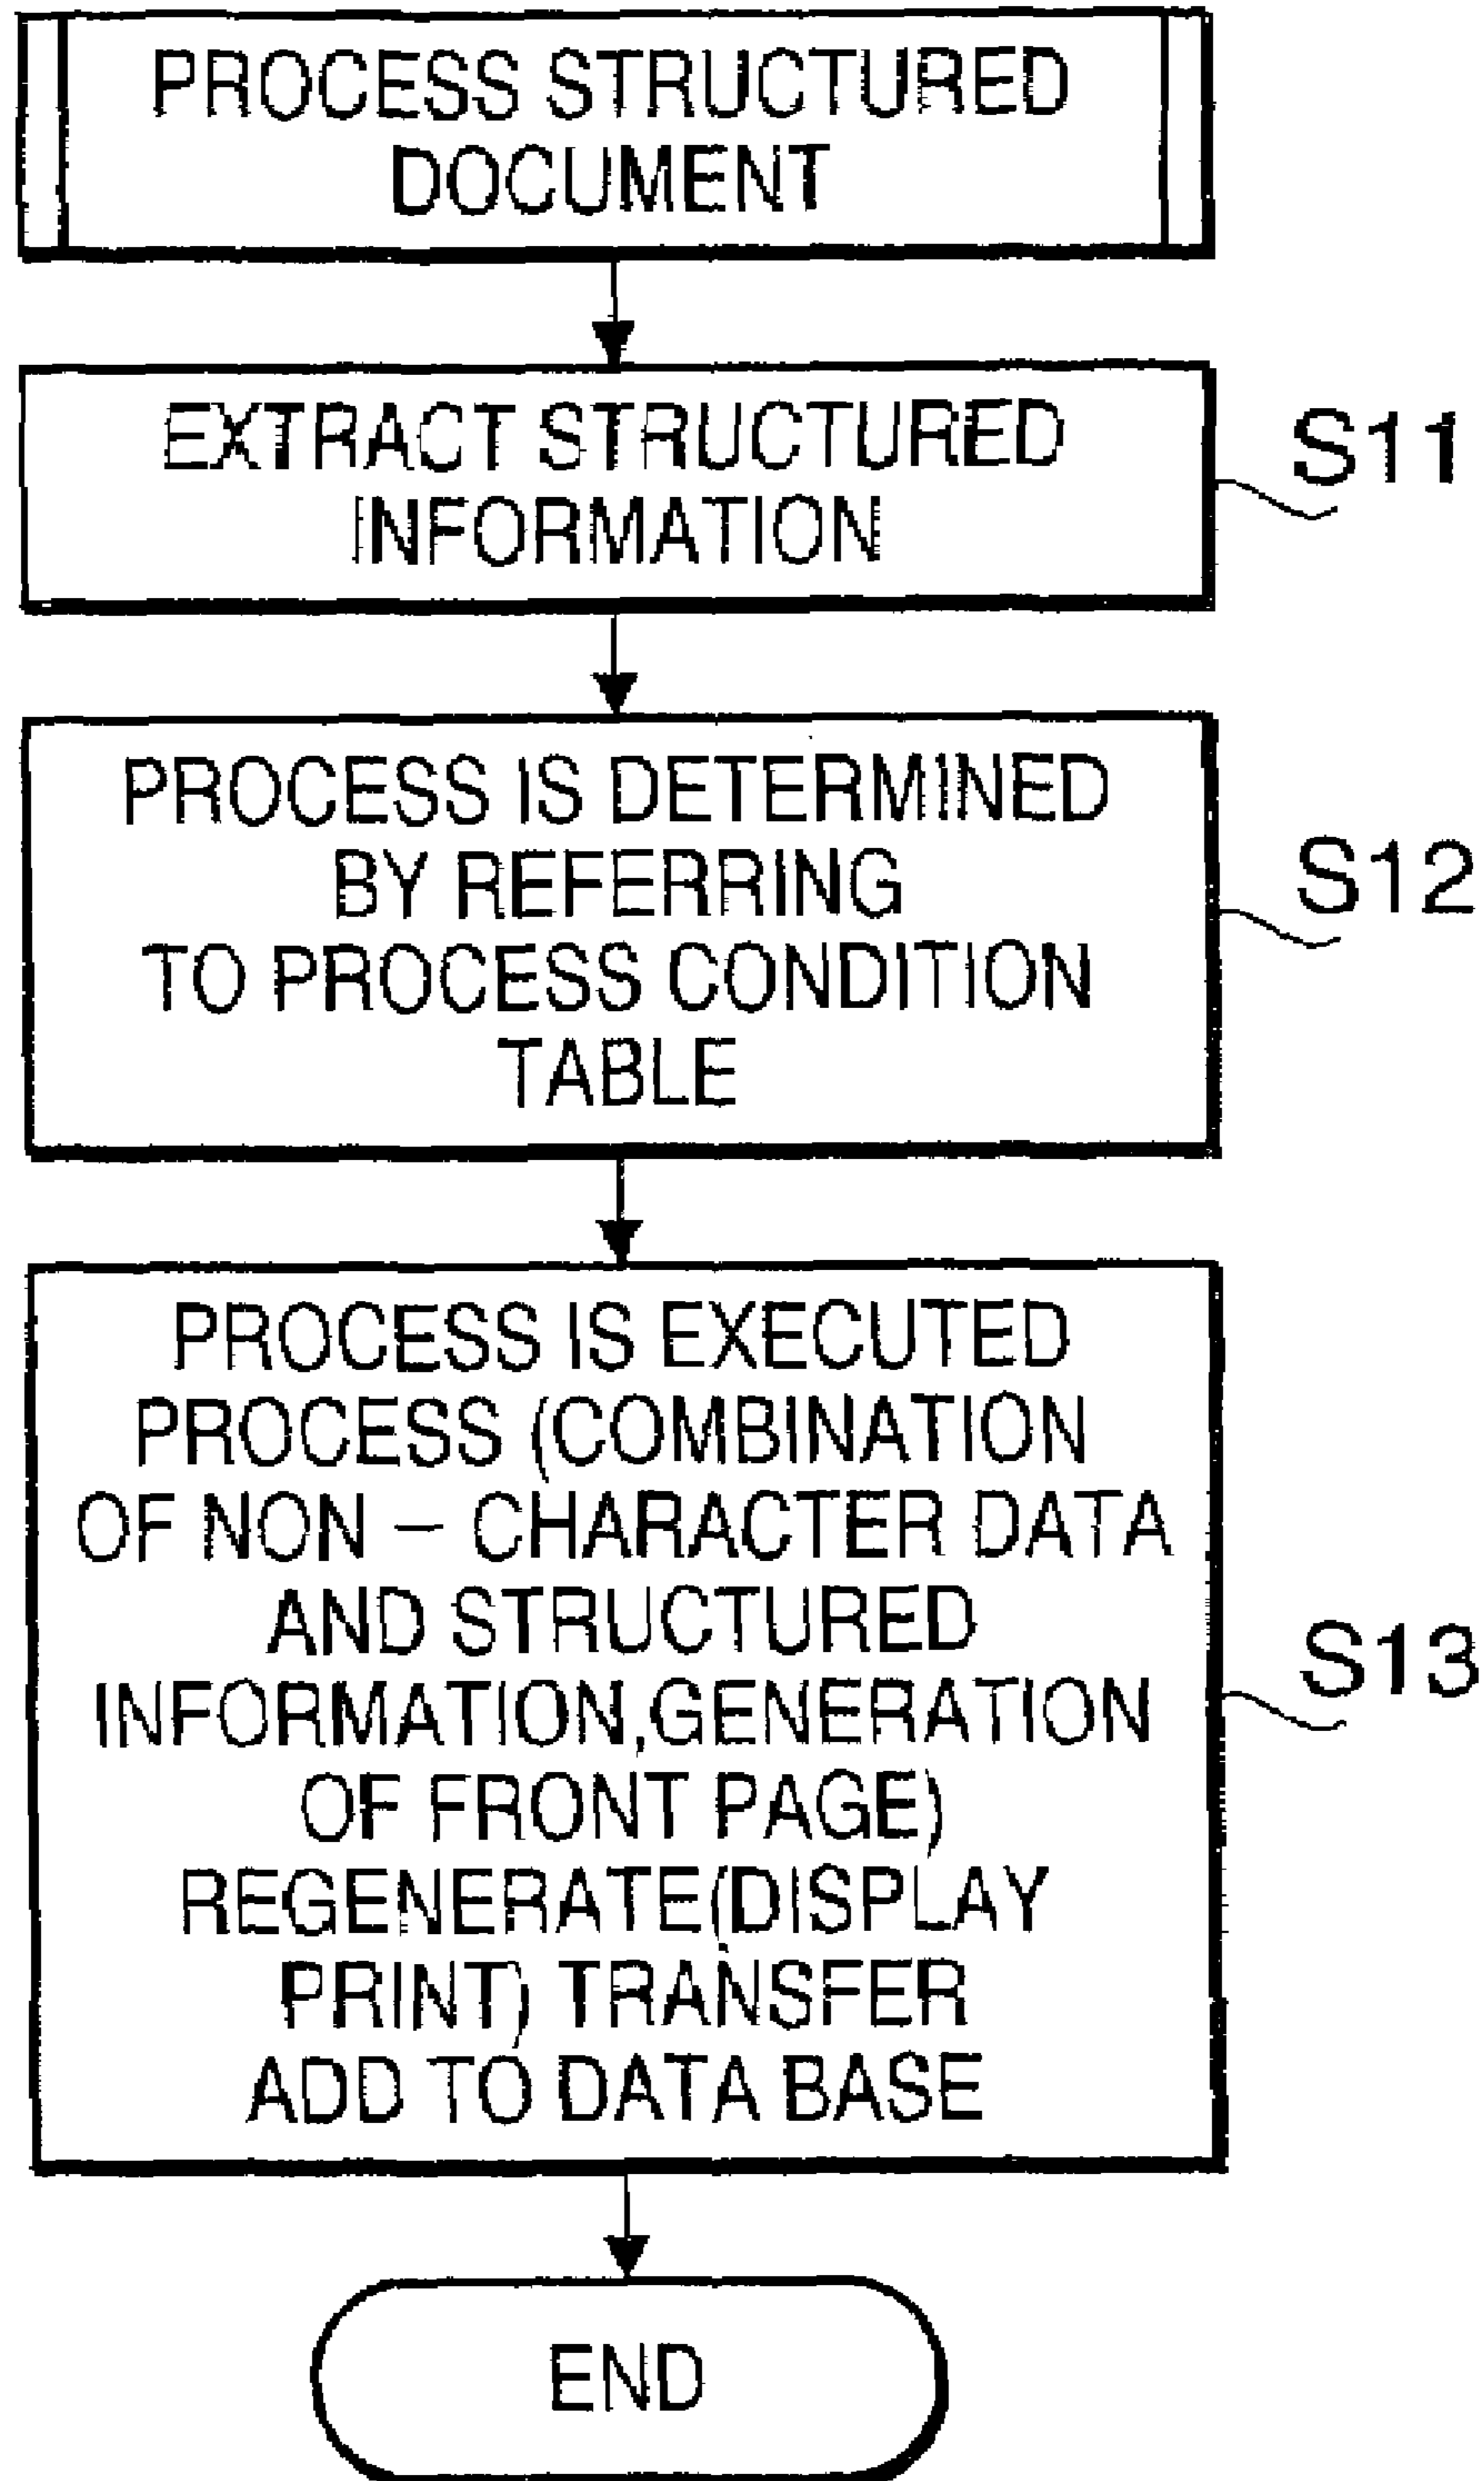 PROCESS STRUCTURED
DOCUMENT
EXTRACT STRUCTURED
INFORMATION
S11
PROCESS IS DETERMINED
BY REFERRING
TO PROCESS CONDITION
TABLE
S12
PROCESS IS EXECUTED
PROCESS (COMBINATION
OF NON – CHARACTER DATA
AND STRUCTURED
INFORMATION,GENERATION
OF FRONT PAGE)
REGENERATE(DISPLAY
PRINT) TRANSFER
ADD TO DATA BASE
S13
END